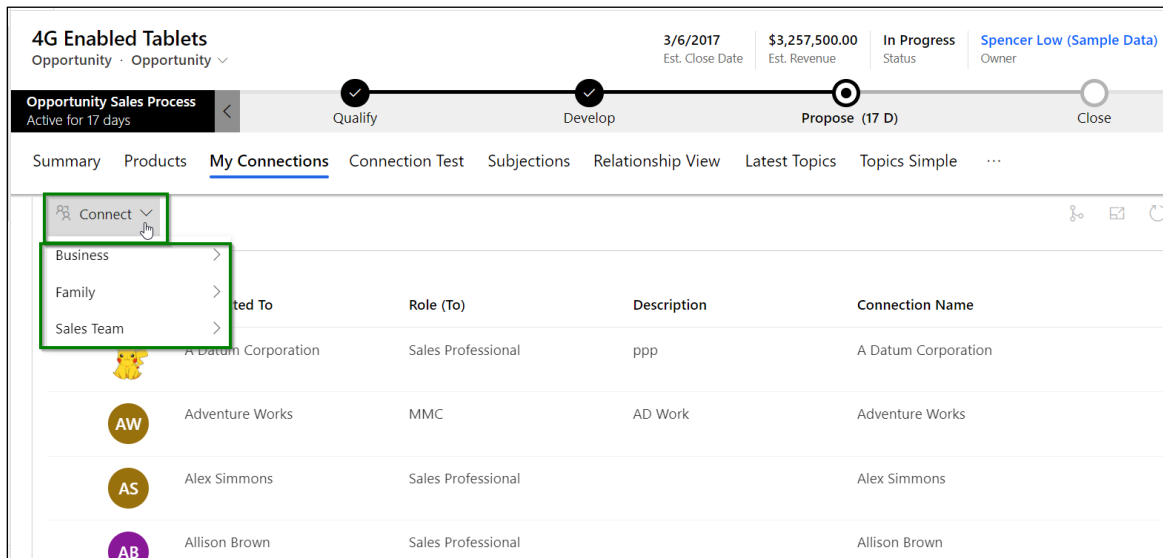 4G Enabled Tablets
Opportunity · Opportunity
3/6/2017
Est. Close Date
$3,257,500.00
Est. Revenue
In Progress
Status
Spencer Low (Sample Data)
Owner
Opportunity Sales Process
Active for 17 days
Qualify
Develop
Propose (17 D)
Close
Summary Products My Connections Connection Test Subjections Relationship View Latest Topics Topics Simple ...
Connect
Business
Family
Sales Team
ted To Role (To) Description Connection Name
A Datum Corporation Sales Professional ppp A Datum Corporation
AW Adventure Works MMC AD Work Adventure Works
AS Alex Simmons Sales Professional Alex Simmons
AB Allison Brown Sales Professional Allison Brown